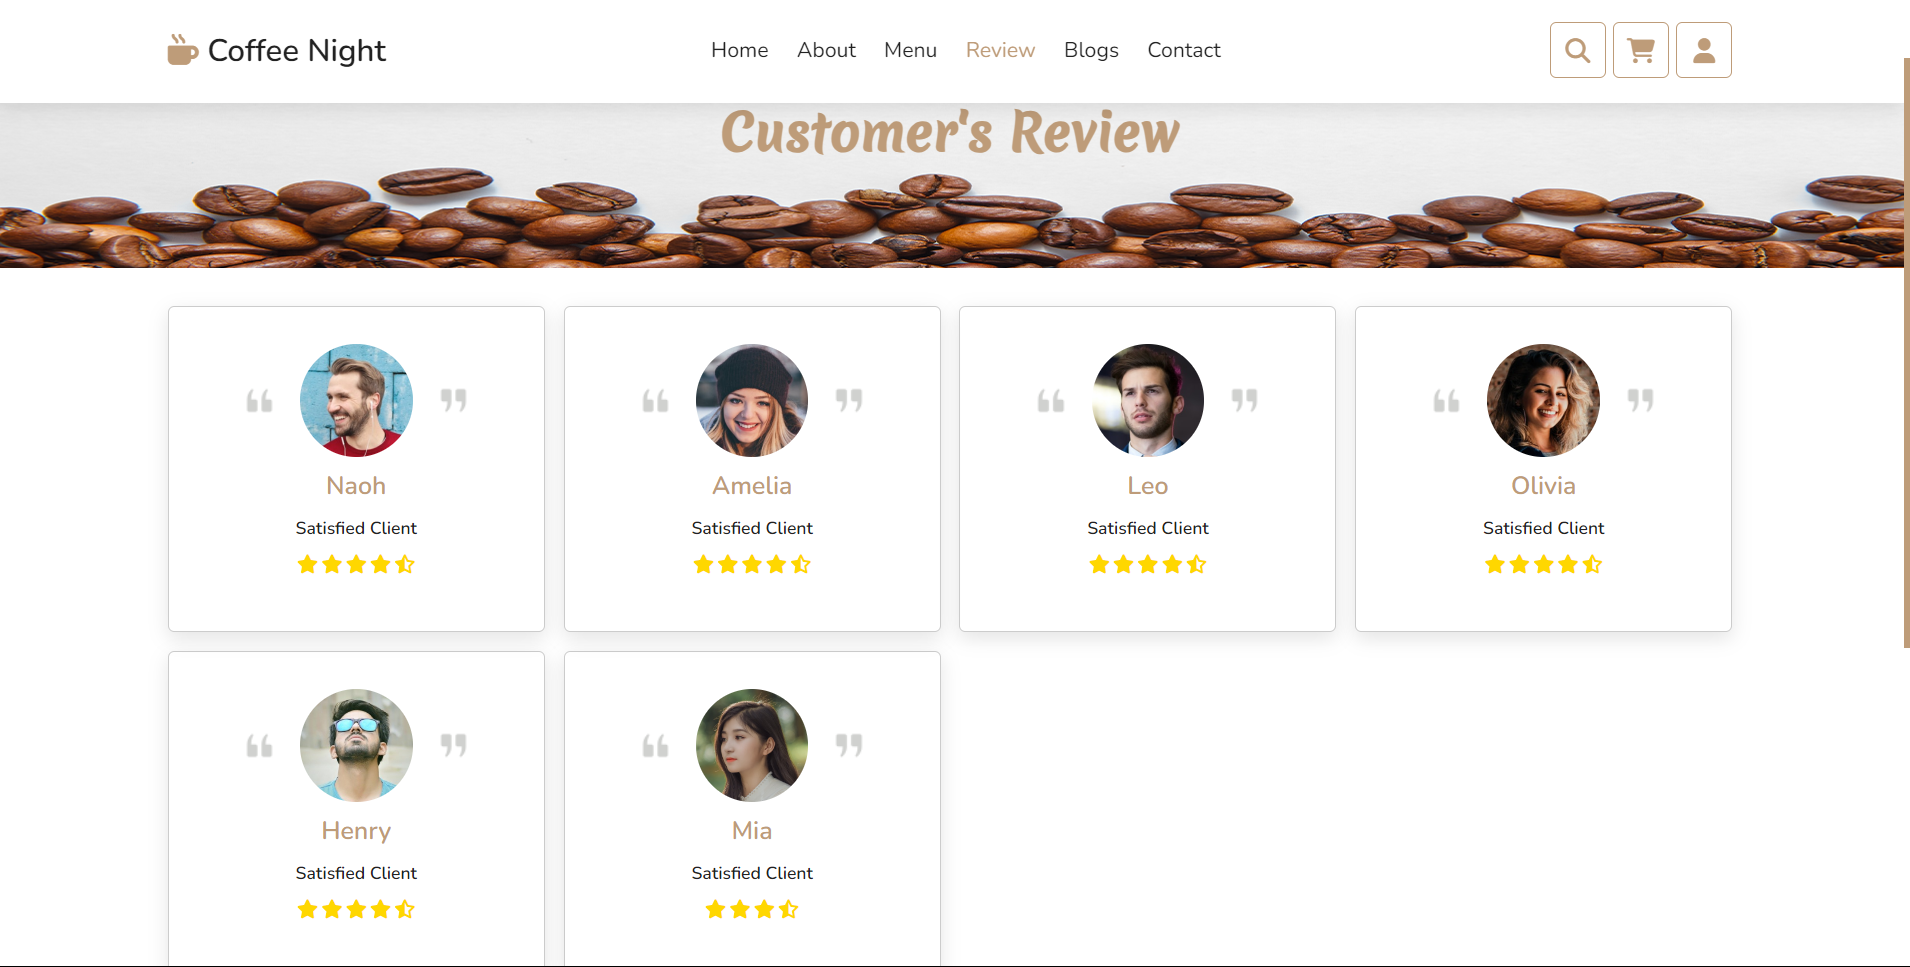 Coffee Night
Home About Menu Review Blogs Contact
Customer's Review
Naoh
Satisfied Client
Amelia
Satisfied Client
Leo
Satisfied Client
Olivia
Satisfied Client
Henry
Satisfied Client
Mia
Satisfied Client